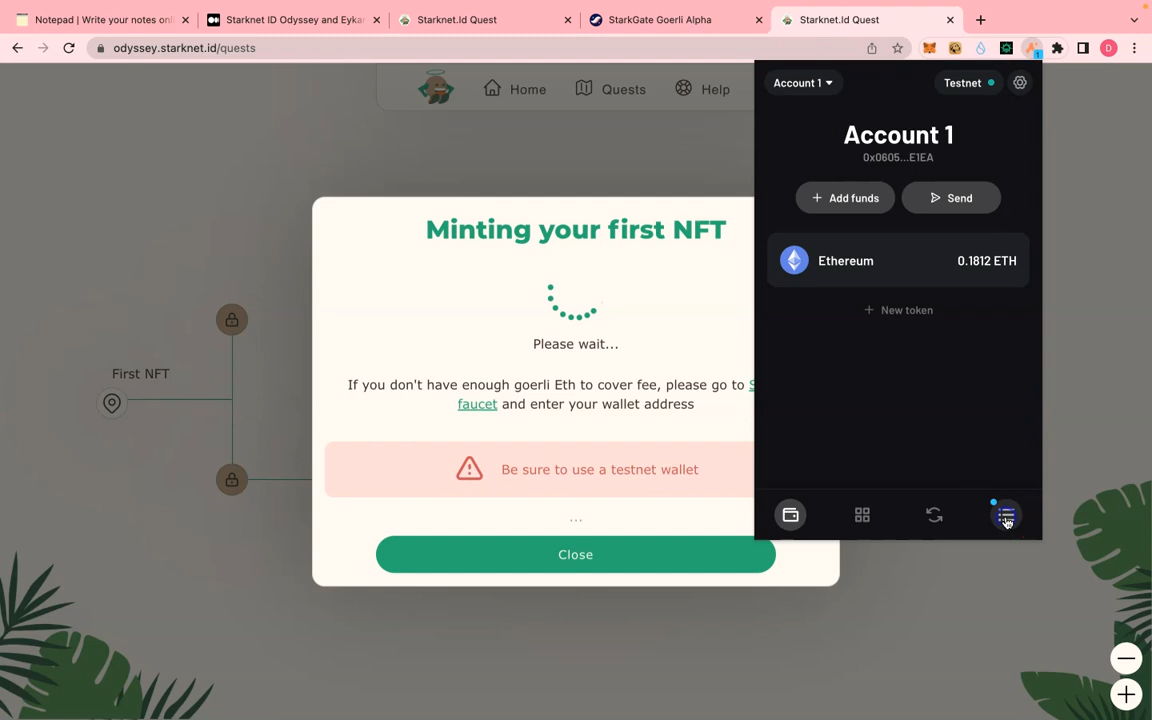 Notepad | Write your notes onl
Starknet ID Odyssey and Eykar
Starknet.Id Quest
StarkGate Goerli Alpha
Starknet.Id Quest
odyssey.starknet.id/quests
1
D
Home
Quests
Help
Account 1
Testnet
Account 1
0x0605...E1EA
Add funds
Send
Ethereum
0.1812 ETH
New token
First NFT
Minting your first NFT
Please wait...
If you don't have enough goerli Eth to cover fee, please go to S
faucet and enter your wallet address
Be sure to use a testnet wallet
...
Close